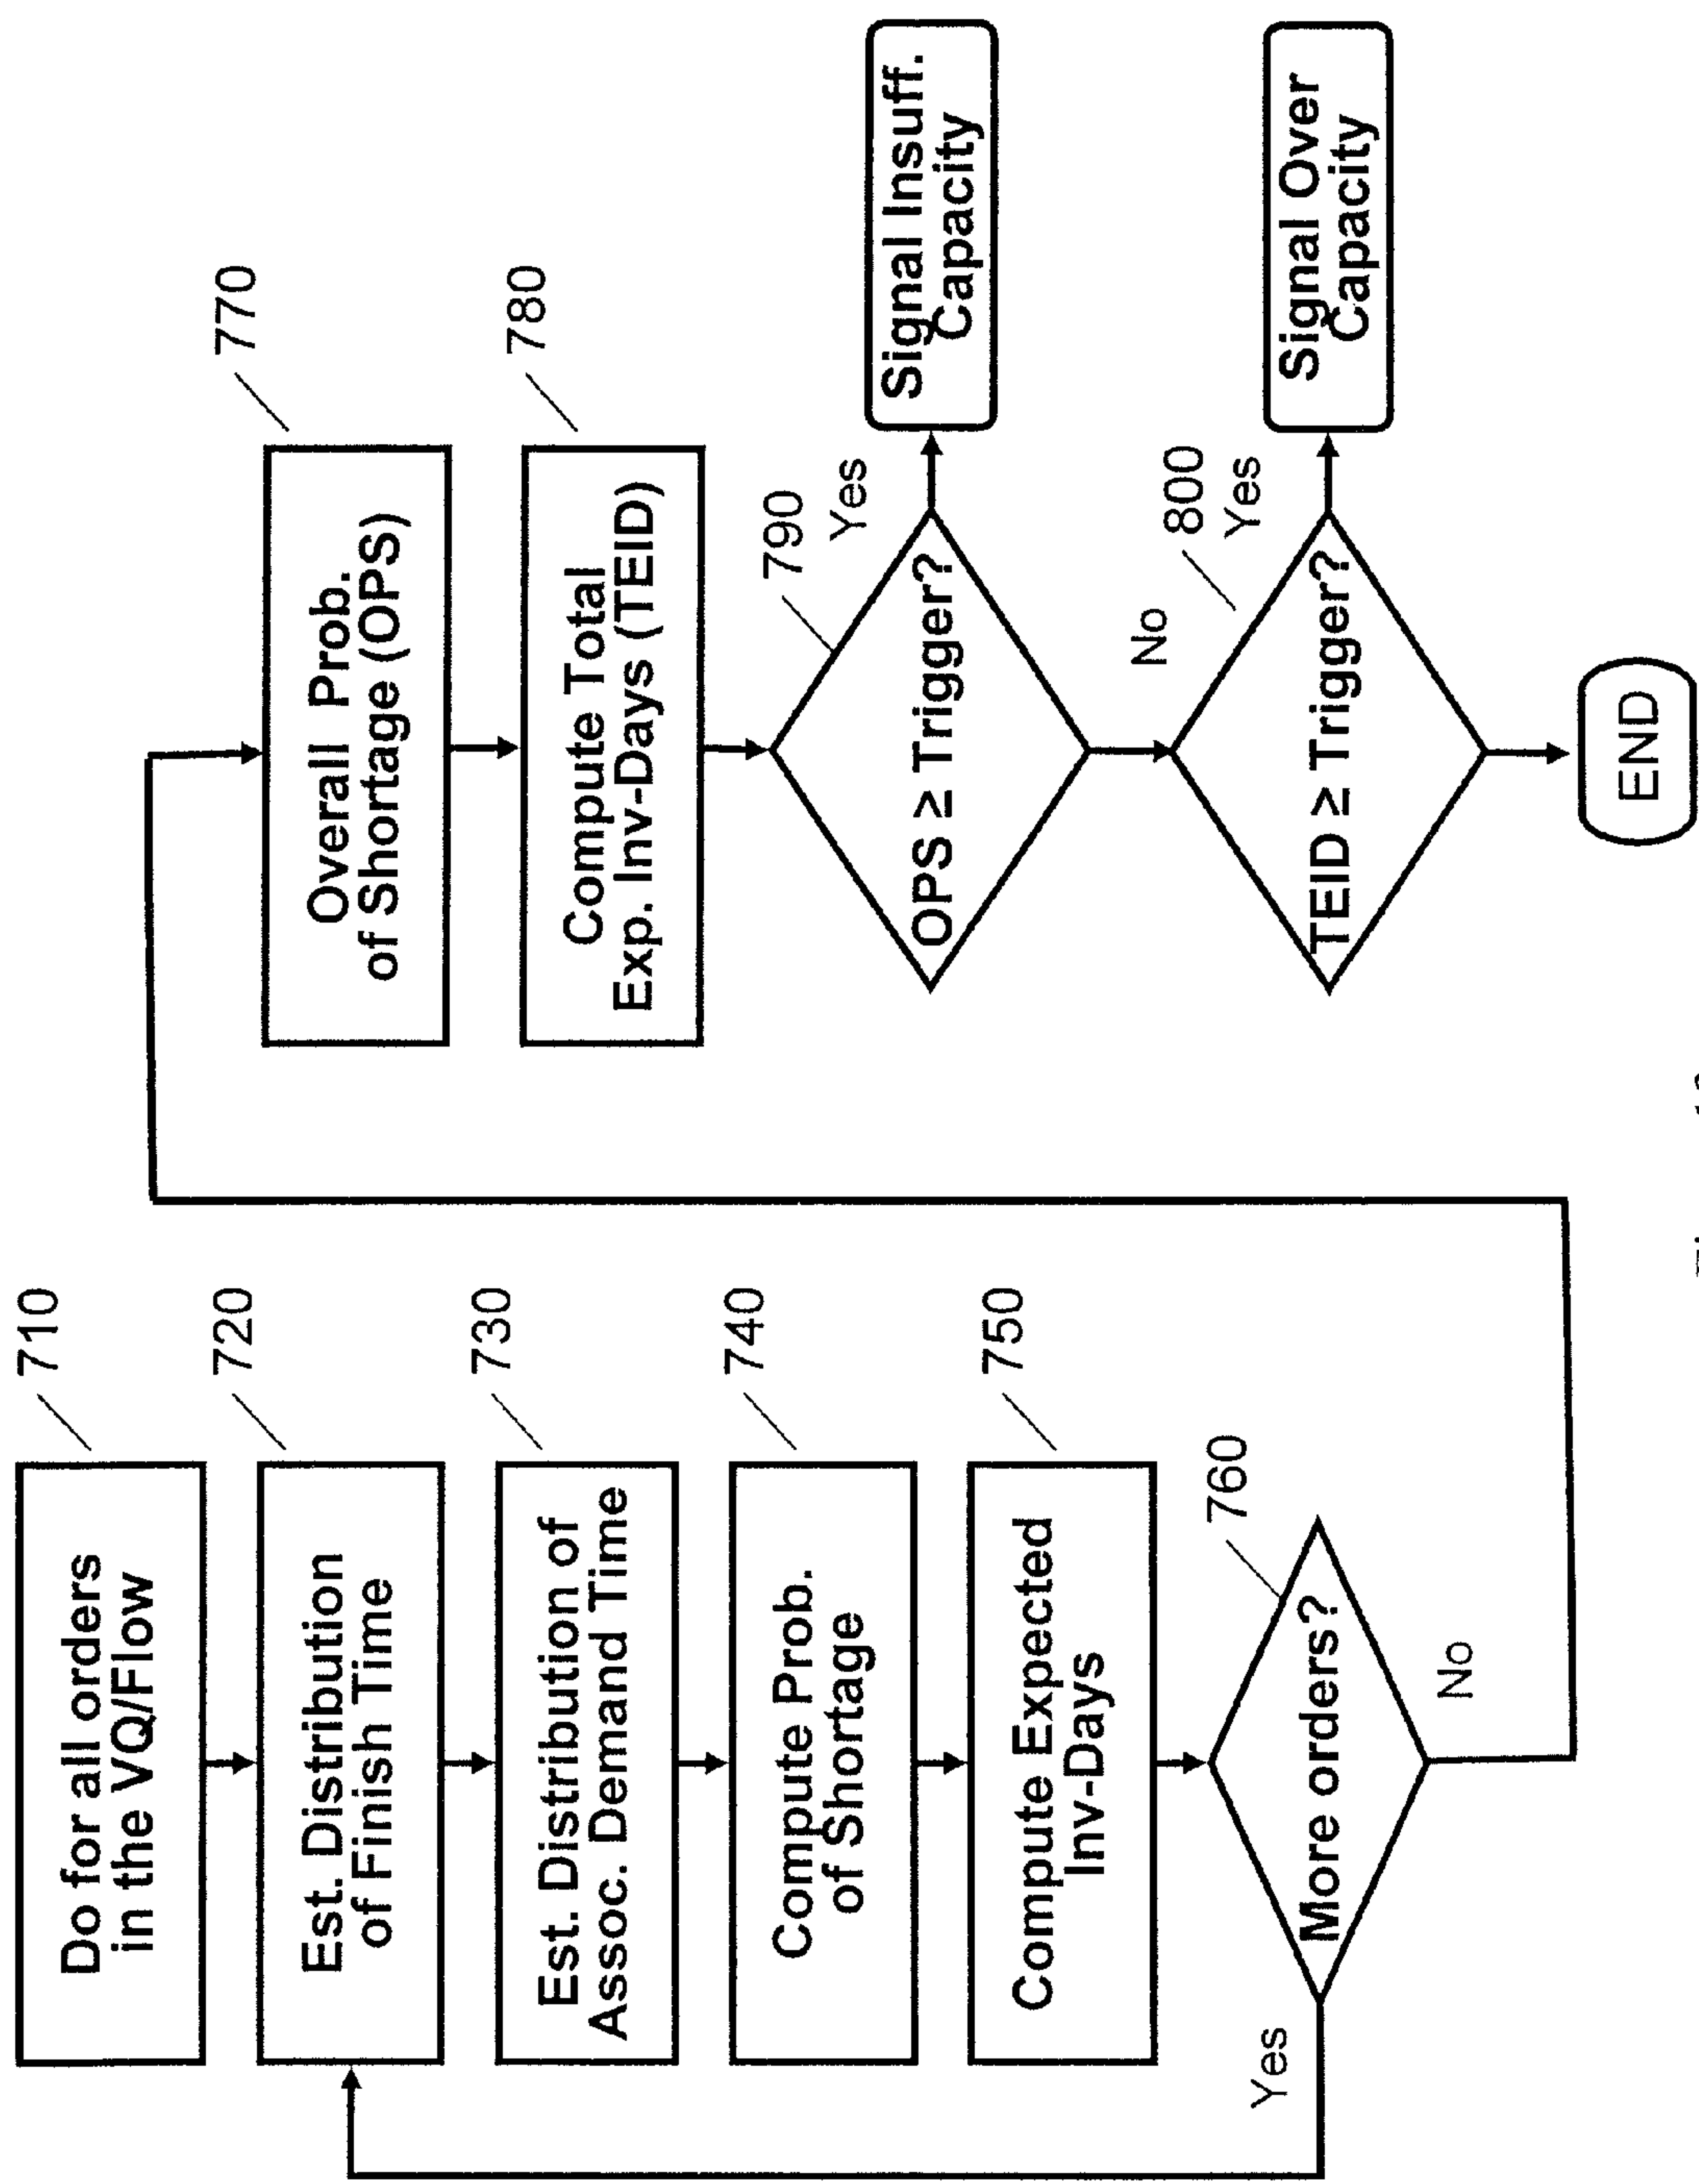 710
Do for all orders
in the VQ/Flow
720
Est. Distribution
of Finish Time
730
Est. Distribution of
Assoc. Demand Time
740
Compute Prob.
of Shortage
750
Compute Expected
Inv-Days
760
More orders?
Yes
No
770
Overall Prob.
of Shortage (OPS)
780
Compute Total
Exp. Inv-Days (TEID)
790
OPS ≥ Trigger?
Yes
Signal Insuff.
Capacity
No
800
TEID ≥ Trigger?
Yes
Signal Over
Capacity
END